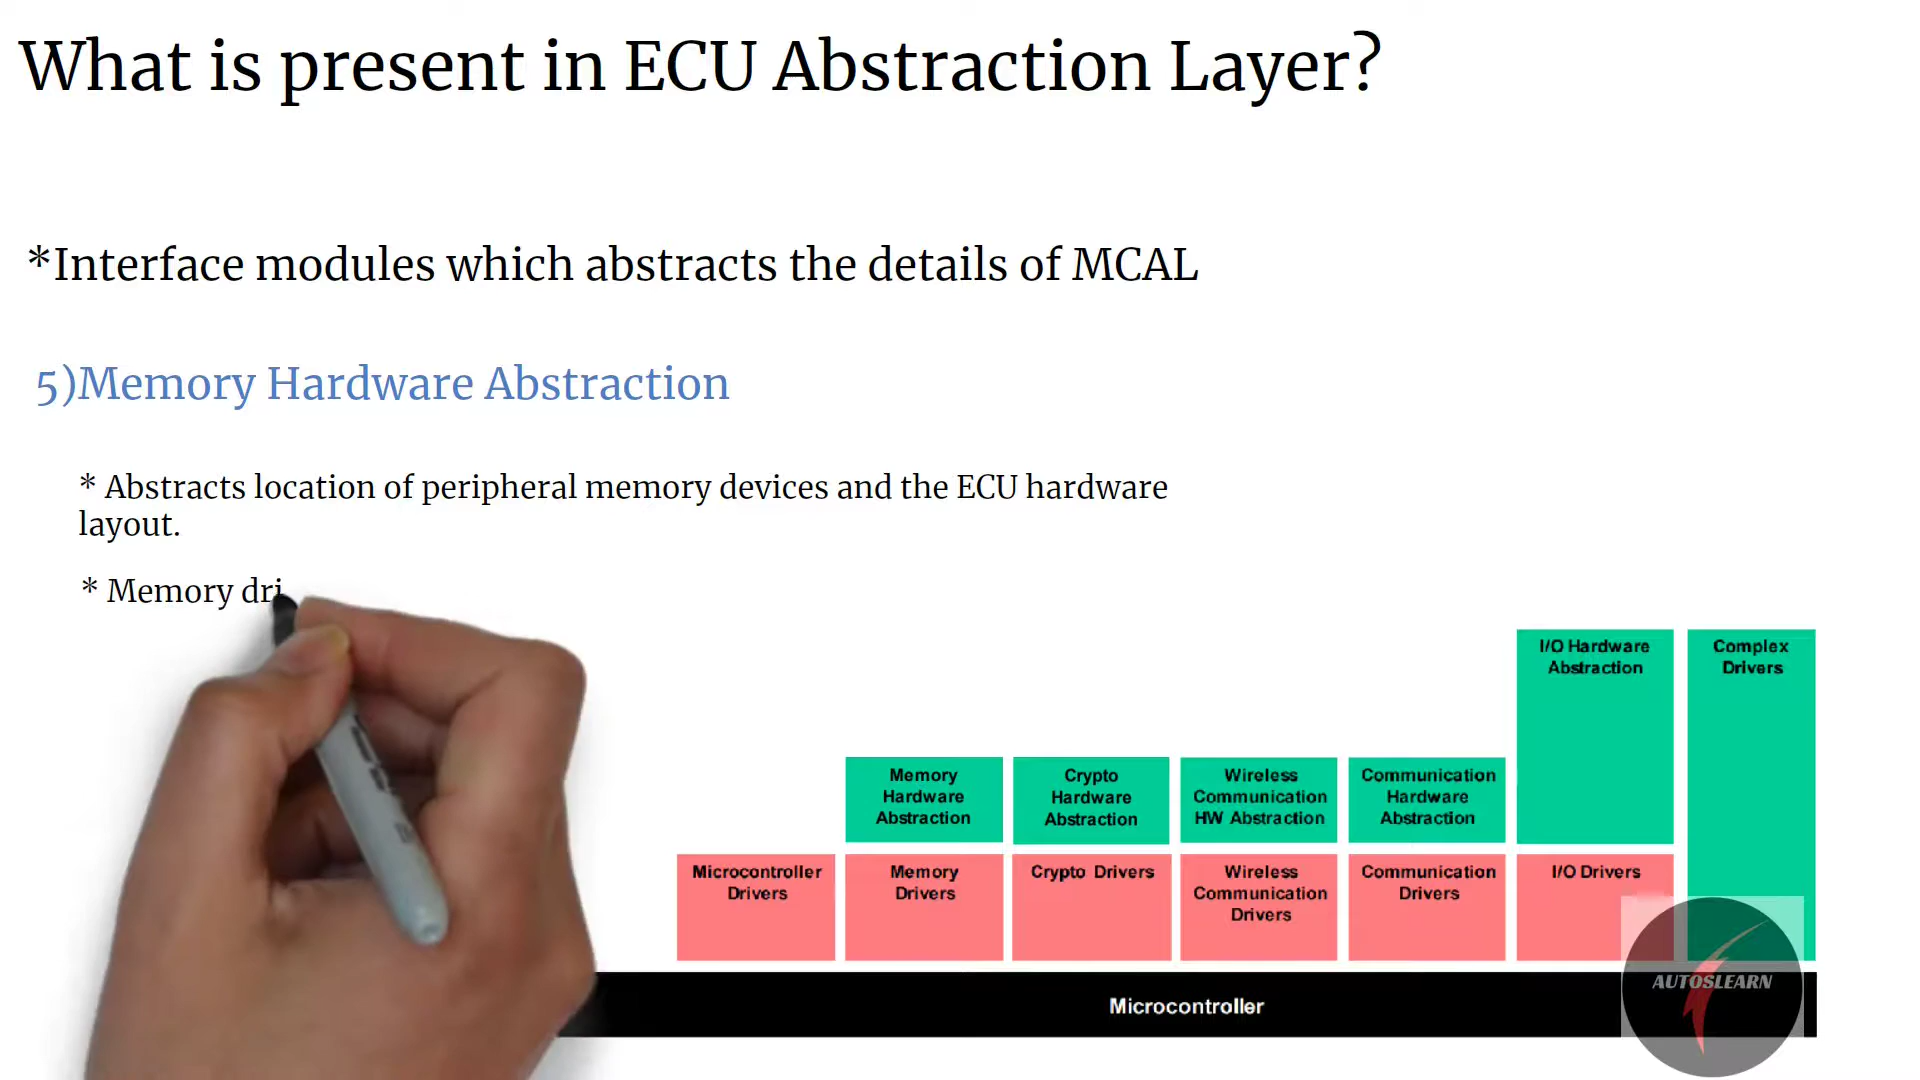 What is present in ECU Abstraction Layer?
*Interface modules which abstracts the details of MCAL
5)Memory Hardware Abstraction
* Abstracts location of peripheral memory devices and the ECU hardware
layout.
* Memory dri
I/O Hardware
Abstraction
Complex
Drivers
Memory
Hardware
Abstraction
Crypto
Hardware
Abstraction
Wireless
Communication
HW Abstraction
Communication
Hardware
Abstraction
Microcontroller
Drivers
Memory
Drivers
Crypto Drivers
Wireless
Communication
Drivers
Communication
Drivers
I/O Drivers
Microcontroller
AUTOSLEARN